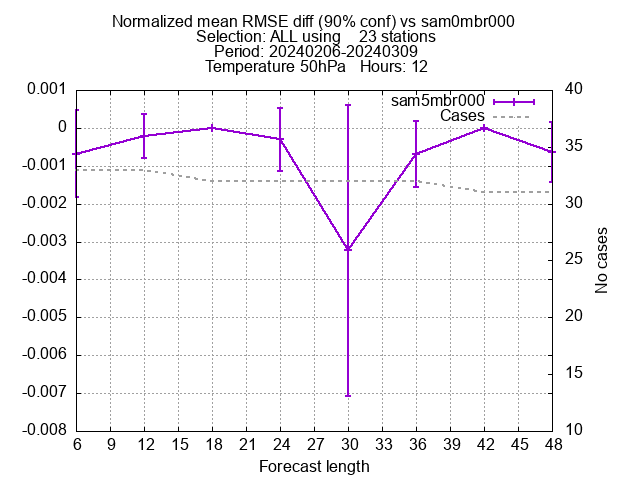 Normalized mean RMSE diff (90% conf) vs sam0mbr000
Selection: ALL using    23 stations
Period: 20240206-20240309
Temperature 50hPa   Hours: 12
sam5mbr000
Cases
0.001
0
-0.001
-0.002
-0.003
-0.004
-0.005
-0.006
-0.007
-0.008
40
35
30
25
20
15
10
No cases
6 9 12 15 18 21 24 27 30 33 36 39 42 45 48
Forecast length